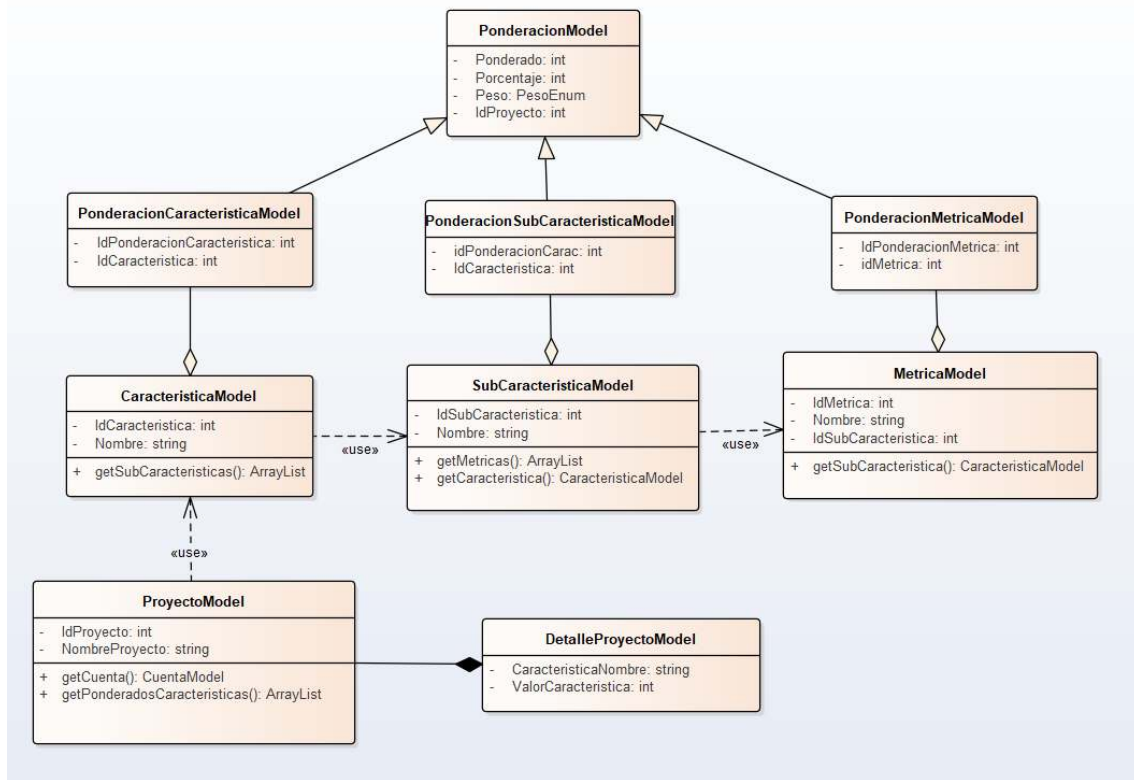 PonderacionModel
- Ponderado: int
- Porcentaje: int
- Peso: PesoEnum
- IdProyecto: int
PonderacionCaracteristicaModel
- IdPonderacionCaracteristica: int
- IdCaracteristica: int
PonderacionSubCaracteristicaModel
- idPonderacionCarac: int
- IdCaracteristica: int
PonderacionMetricaModel
- IdPonderacionMetrica: int
- idMetrica: int
CaracteristicaModel
- IdCaracteristica: int
- Nombre: string
+ getSubCaracteristicas(): ArrayList
«use»
SubCaracteristicaModel
- IdSubCaracteristica: int
- Nombre: string
+ getMetricas(): ArrayList
+ getCaracteristica(): CaracteristicaModel
«use»
MetricaModel
- IdMetrica: int
- Nombre: string
- IdSubCaracteristica: int
+ getSubCaracteristica(): CaracteristicaModel
«use»
ProyectoModel
- IdProyecto: int
- NombreProyecto: string
+ getCuenta(): CuentaModel
+ getPonderadosCaracteristicas(): ArrayList
DetalleProyectoModel
- CaracteristicaNombre: string
- ValorCaracteristica: int